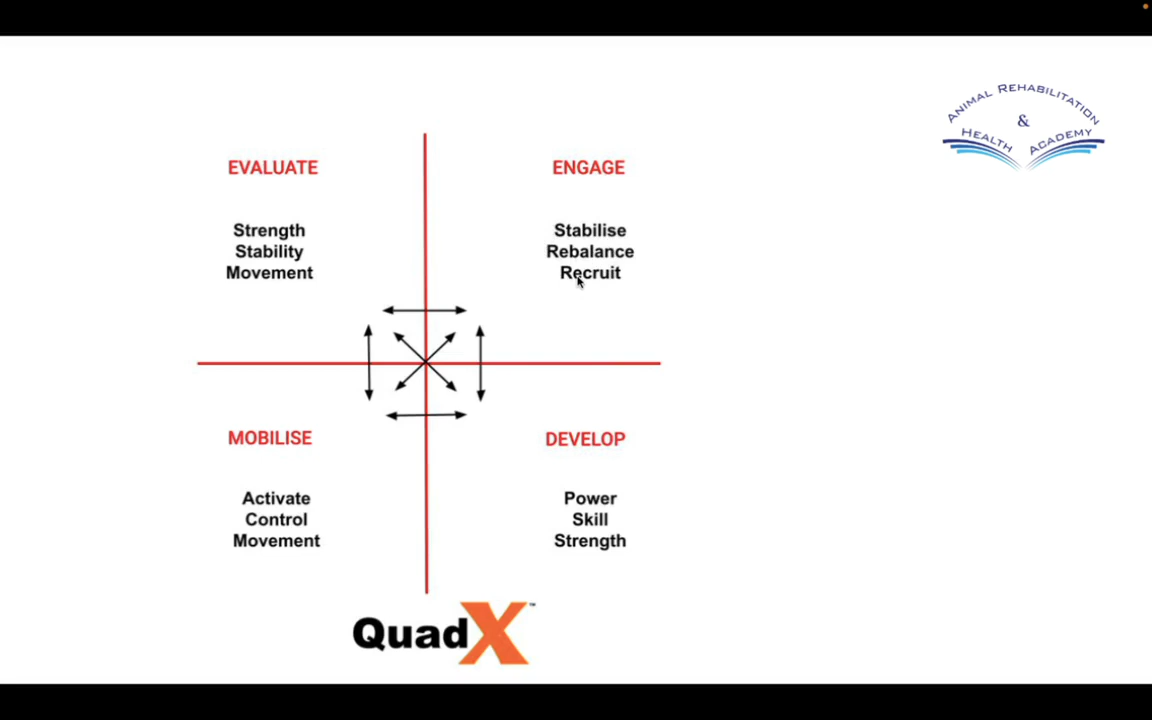 ANIMAL REHABILITATION
&
HEALTH ACADEMY
EVALUATE
Strength
Stability
Movement
ENGAGE
Stabilise
Rebalance
Recruit
MOBILISE
Activate
Control
Movement
DEVELOP
Power
Skill
Strength
QuadX™